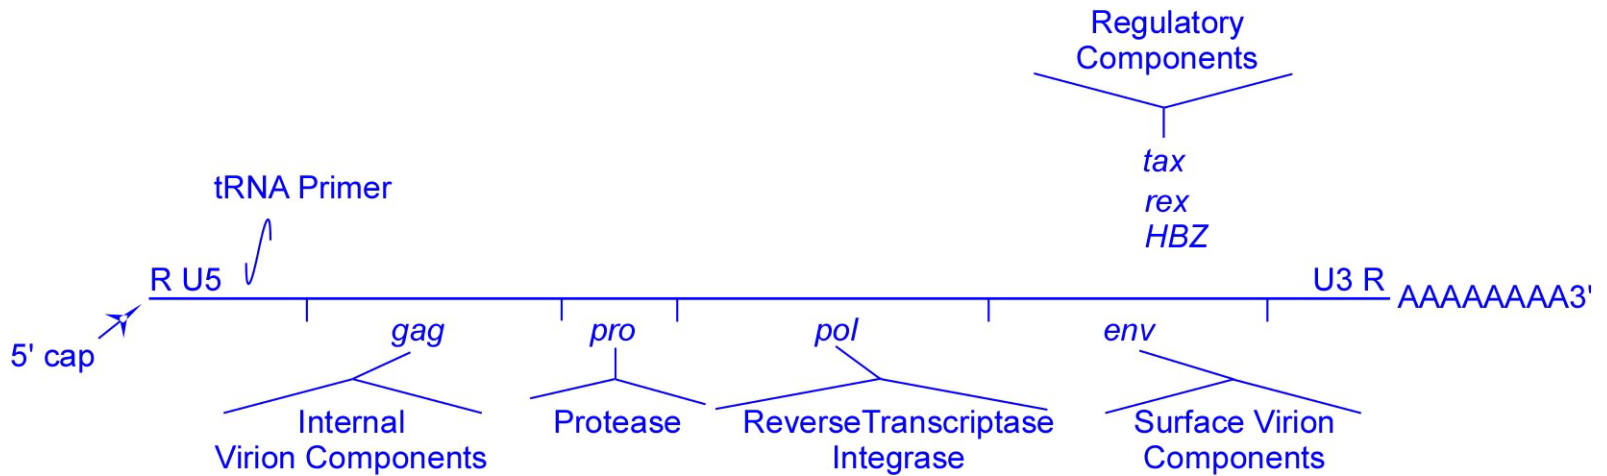 Regulatory
Components
tax
rex
HBZ
tRNA Primer
R U5
U3 R
AAAAAAAA3'
5' cap
gag
pro
pol
env
Internal
Virion Components
Protease
ReverseTranscriptase
Integrase
Surface Virion
Components